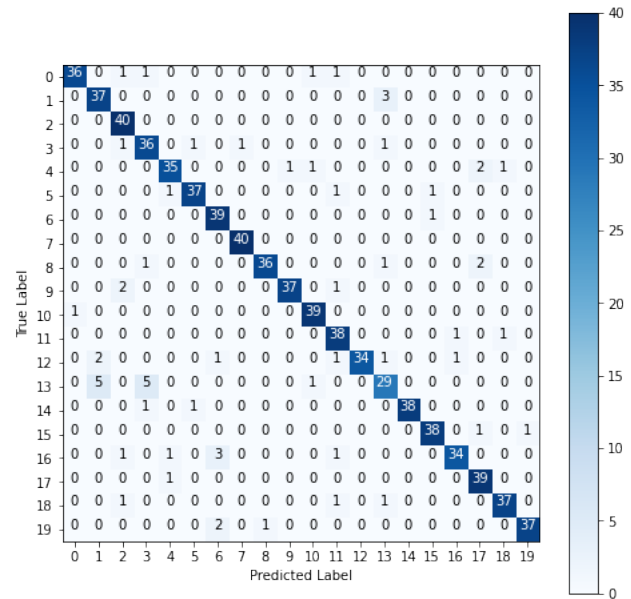 0 36 0 1 1 0 0 0 0 0 0 1 1 0 0 0 0 0 0 0 0
1 0 37 0 0 0 0 0 0 0 0 0 0 0 3 0 0 0 0 0 0
2 0 0 40 0 0 0 0 0 0 0 0 0 0 0 0 0 0 0 0 0
3 0 0 1 36 0 1 0 1 0 0 0 0 0 1 0 0 0 0 0 0
4 0 0 0 0 35 0 0 0 0 1 1 0 0 0 0 0 0 2 1 0
5 0 0 0 0 1 37 0 0 0 0 0 1 0 0 0 1 0 0 0 0
6 0 0 0 0 0 0 39 0 0 0 0 0 0 0 0 1 0 0 0 0
7 0 0 0 0 0 0 0 40 0 0 0 0 0 0 0 0 0 0 0 0
8 0 0 0 1 0 0 0 0 36 0 0 0 0 1 0 0 0 2 0 0
9 0 0 2 0 0 0 0 0 0 37 0 1 0 0 0 0 0 0 0 0
10 1 0 0 0 0 0 0 0 0 0 39 0 0 0 0 0 0 0 0 0
11 0 0 0 0 0 0 0 0 0 0 0 38 0 0 0 0 1 0 1 0
12 0 2 0 0 0 0 1 0 0 0 0 1 34 1 0 0 1 0 0 0
13 0 5 0 5 0 0 0 0 0 0 1 0 0 29 0 0 0 0 0 0
14 0 0 0 1 0 1 0 0 0 0 0 0 0 0 38 0 0 0 0 0
15 0 0 0 0 0 0 0 0 0 0 0 0 0 0 0 38 0 1 0 1
16 0 0 1 0 1 0 3 0 0 0 0 1 0 0 0 0 34 0 0 0
17 0 0 0 0 1 0 0 0 0 0 0 0 0 0 0 0 0 39 0 0
18 0 0 1 0 0 0 0 0 0 0 0 1 0 1 0 0 0 0 37 0
19 0 0 0 0 0 0 2 0 1 0 0 0 0 0 0 0 0 0 0 37
0 1 2 3 4 5 6 7 8 9 10 11 12 13 14 15 16 17 18 19
Predicted Label
True Label
40
35
30
25
20
15
10
5
0